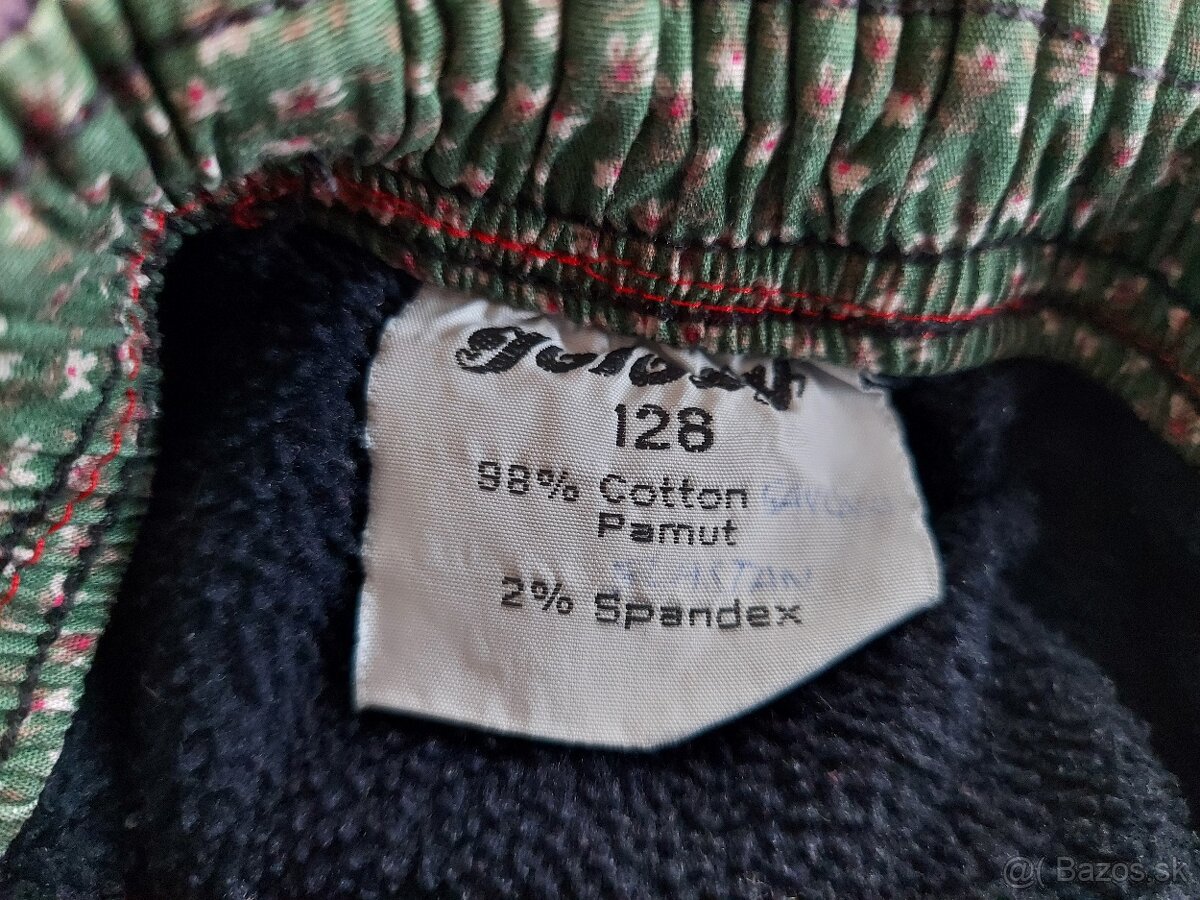 128
98% Cotton
Pamut
2% Spandex
@( Bazos.sk